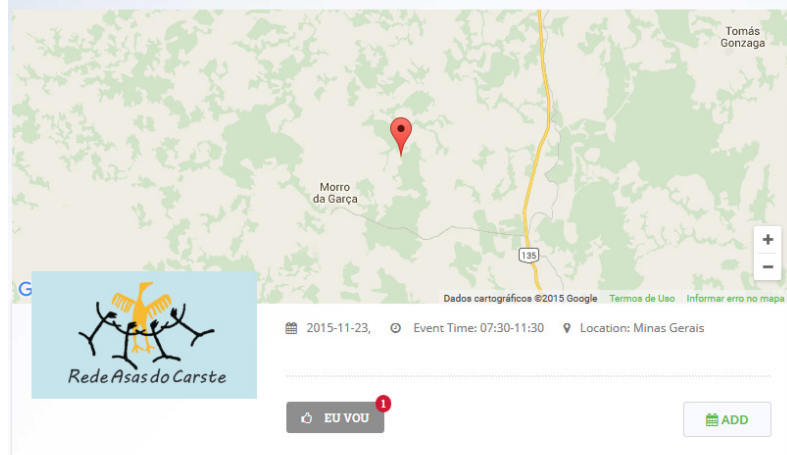 Tomás
Gonzaga
Morro
da Garça
135
+
−
G
Dados cartográficos ©2015 Google Termos de Uso Informar erro no mapa
Rede Asas do Carste
2015-11-23, Event Time: 07:30-11:30 Location: Minas Gerais
EU VOU 1
ADD